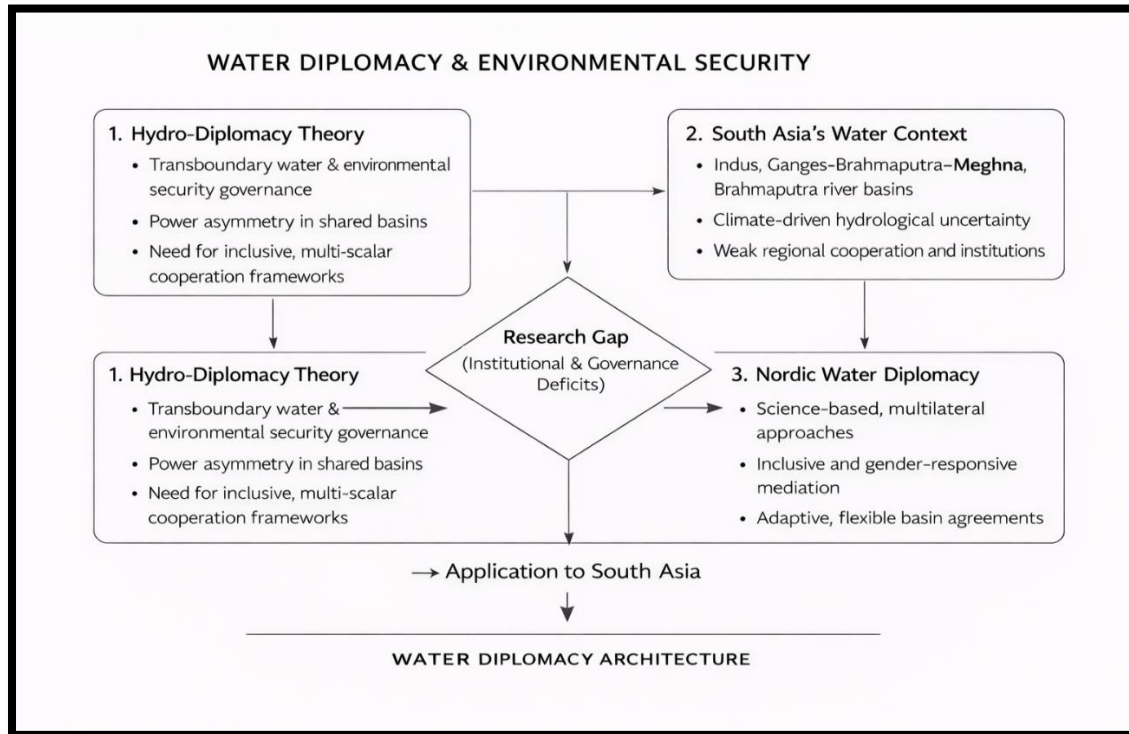 WATER DIPLOMACY & ENVIRONMENTAL SECURITY
1. Hydro-Diplomacy Theory
• Transboundary water & environmental
security governance
• Power asymmetry in shared basins
• Need for inclusive, multi-scalar
cooperation frameworks
2. South Asia's Water Context
• Indus, Ganges–Brahmaputra–Meghna,
Brahmaputra river basins
• Climate-driven hydrological uncertainty
• Weak regional cooperation and institutions
Research Gap
(Institutional & Governance
Deficits)
1. Hydro-Diplomacy Theory
• Transboundary water &
environmental security governance
• Power asymmetry in shared basins
• Need for inclusive, multi-scalar
cooperation frameworks
3. Nordic Water Diplomacy
• Science-based, multilateral
approaches
• Inclusive and gender-responsive
mediation
• Adaptive, flexible basin agreements
→ Application to South Asia
WATER DIPLOMACY ARCHITECTURE